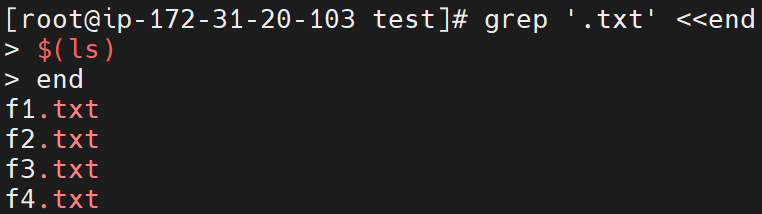 [root@ip-172-31-20-103 test]# grep '.txt' <<end
> $(ls)
> end
f1.txt
f2.txt
f3.txt
f4.txt